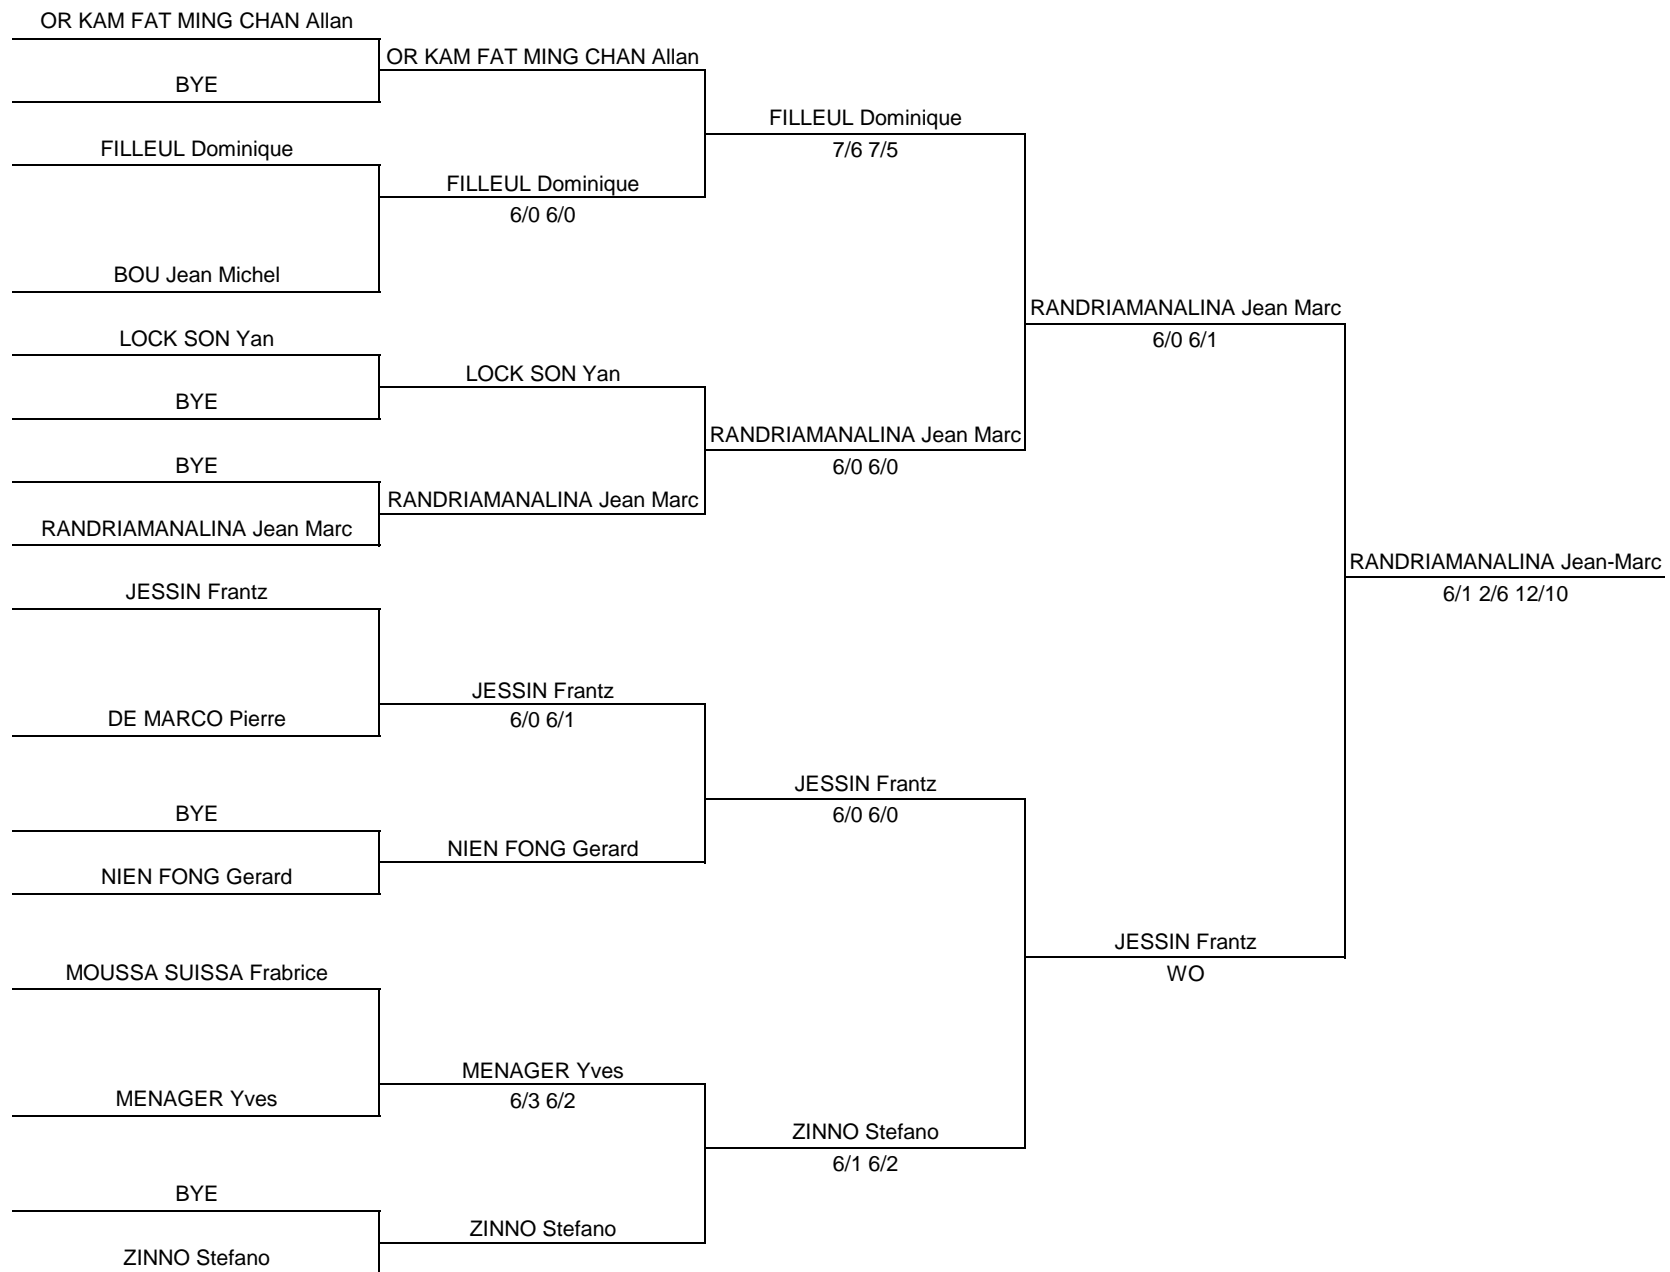 OR KAM FAT MING CHAN Allan
OR KAM FAT MING CHAN Allan
BYE
FILLEUL Dominique
7/6 7/5
FILLEUL Dominique
FILLEUL Dominique
6/0 6/0
BOU Jean Michel
RANDRIAMANALINA Jean Marc
6/0 6/1
LOCK SON Yan
LOCK SON Yan
BYE
RANDRIAMANALINA Jean Marc
6/0 6/0
BYE
RANDRIAMANALINA Jean Marc
RANDRIAMANALINA Jean Marc
RANDRIAMANALINA Jean-Marc
6/1 2/6 12/10
JESSIN Frantz
JESSIN Frantz
6/0 6/1
DE MARCO Pierre
JESSIN Frantz
6/0 6/0
BYE
NIEN FONG Gerard
NIEN FONG Gerard
JESSIN Frantz
WO
MOUSSA SUISSA Frabrice
MENAGER Yves
6/3 6/2
MENAGER Yves
ZINNO Stefano
6/1 6/2
BYE
ZINNO Stefano
ZINNO Stefano